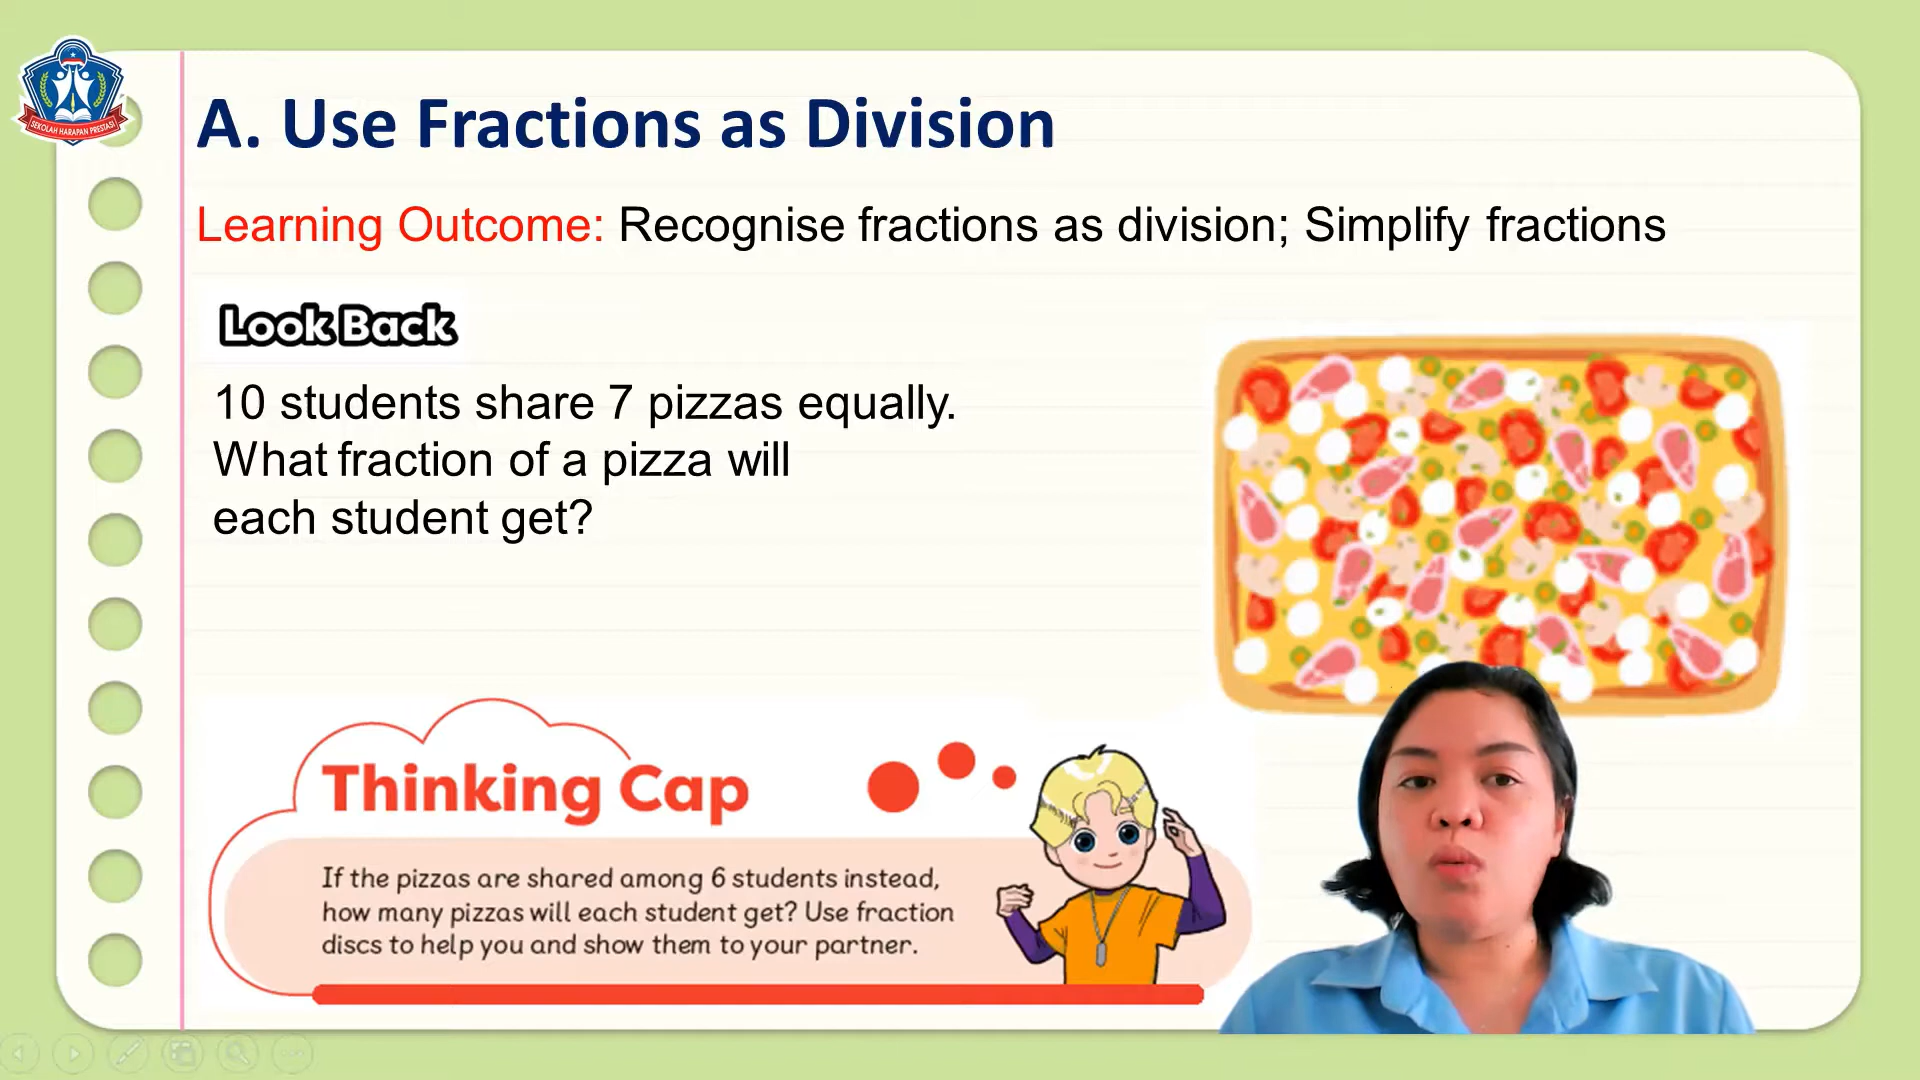 SEKOLAH HARAPAN PRESTASI
A. Use Fractions as Division
Learning Outcome: Recognise fractions as division; Simplify fractions
Look Back
10 students share 7 pizzas equally.
What fraction of a pizza will
each student get?
Thinking Cap
If the pizzas are shared among 6 students instead,
how many pizzas will each student get? Use fraction
discs to help you and show them to your partner.